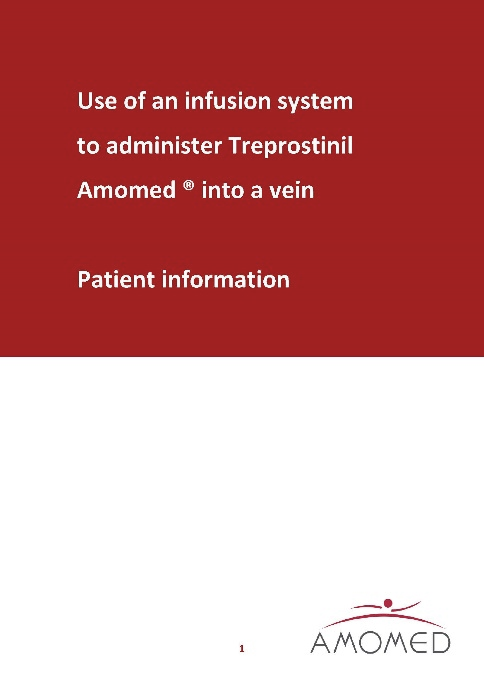 Use of an infusion system
to administer Treprostinil
Amomed ® into a vein
Patient information
1
AMOMED